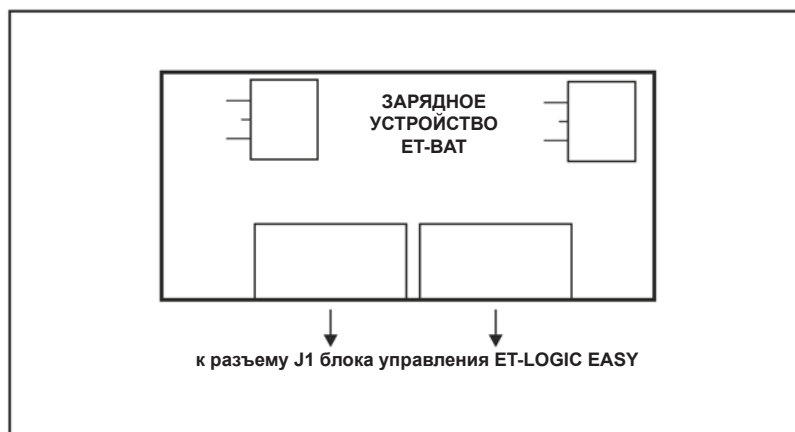 ЗАРЯДНОЕ
УСТРОЙСТВО
ET-BAT
к разъему J1 блока управления ET-LOGIC EASY